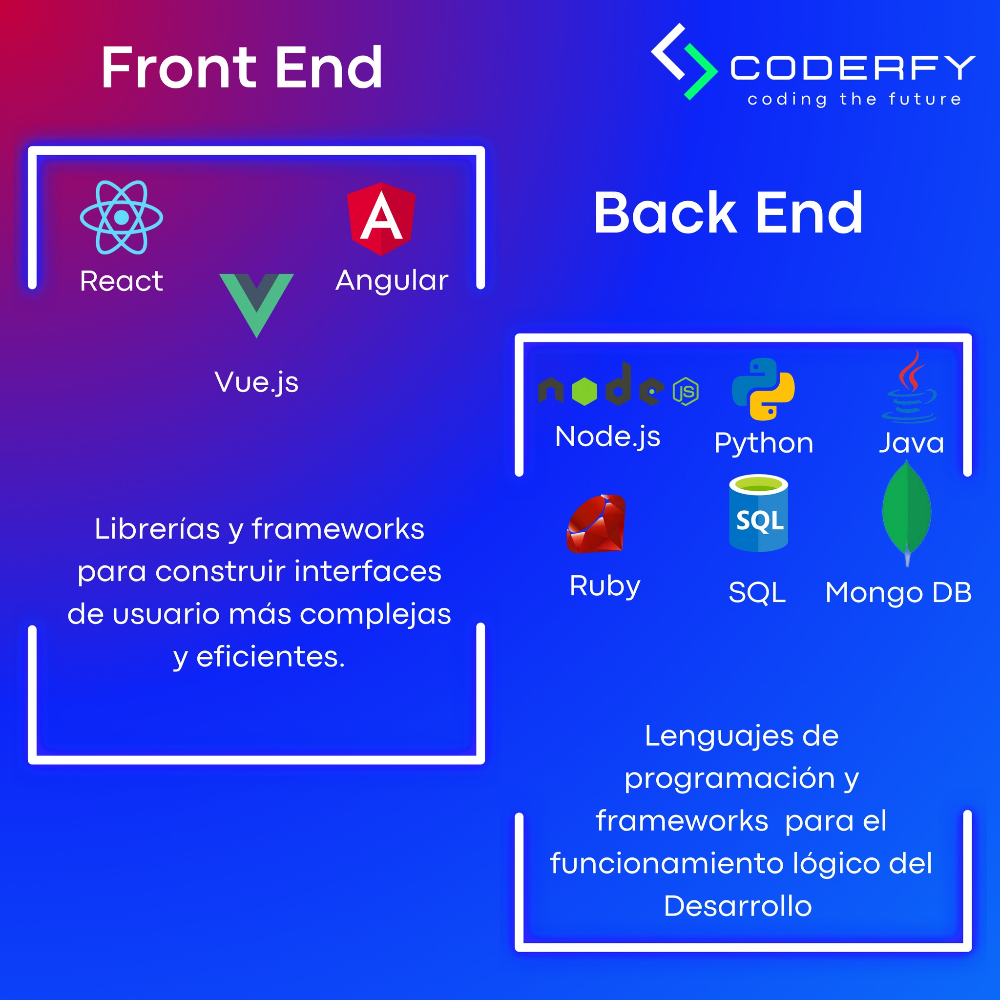 Front End
CODERFY
coding the future
React
Angular
Vue.js
Librerías y frameworks
para construir interfaces
de usuario más complejas
y eficientes.
Back End
node JS
Node.js
Python
Java
SQL
Ruby
SQL
Mongo DB
Lenguajes de
programación y
frameworks  para el
funcionamiento lógico del
Desarrollo